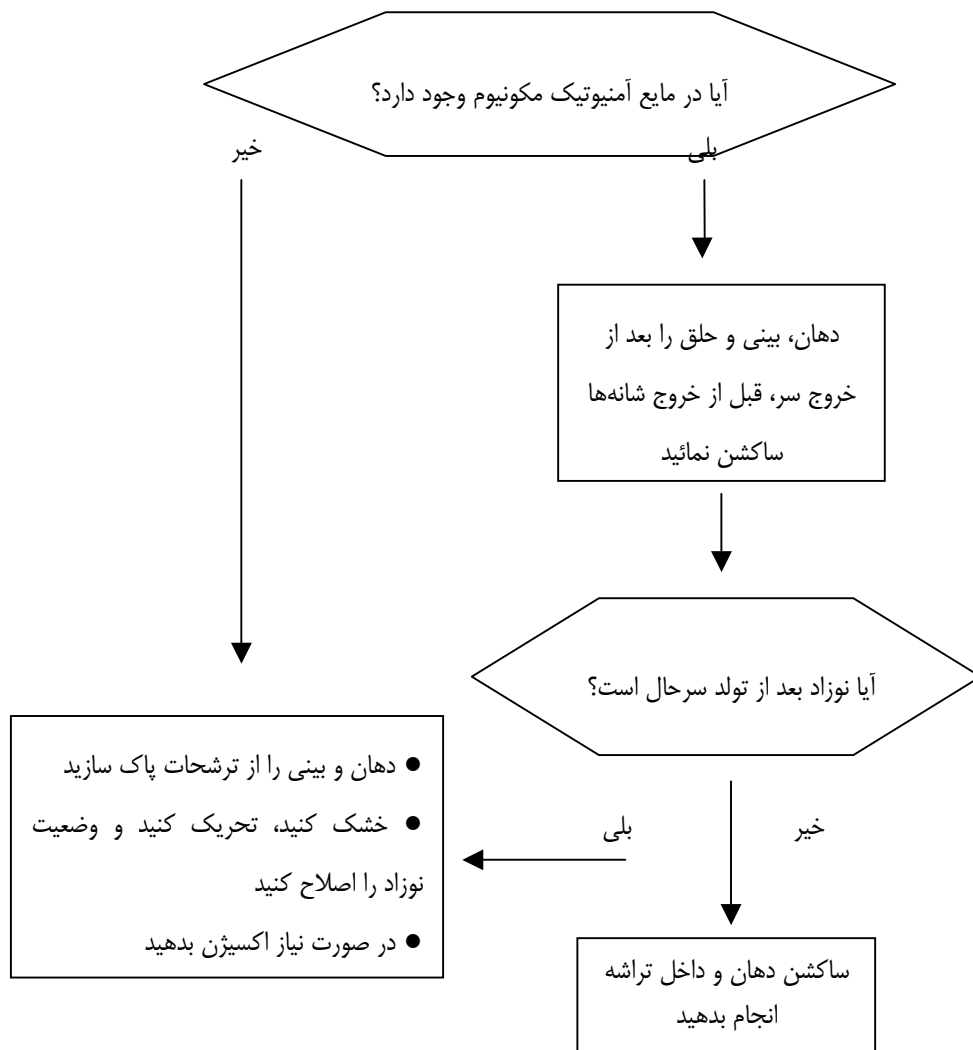 آیا در مایع آمنیوتیک مکونیوم وجود دارد؟
بلی
خیر
دهان، بینی و حلق را بعد از
خروج سر، قبل از خروج شانه‌ها
ساکشن نمائید
آیا نوزاد بعد از تولد سرحال است؟
خیر
بلی
● دهان و بینی را از ترشحات پاک سازید
● خشک کنید، تحریک کنید و وضعیت
نوزاد را اصلاح کنید
● در صورت نیاز اکسیژن بدهید
ساکشن دهان و داخل تراشه
انجام بدهید